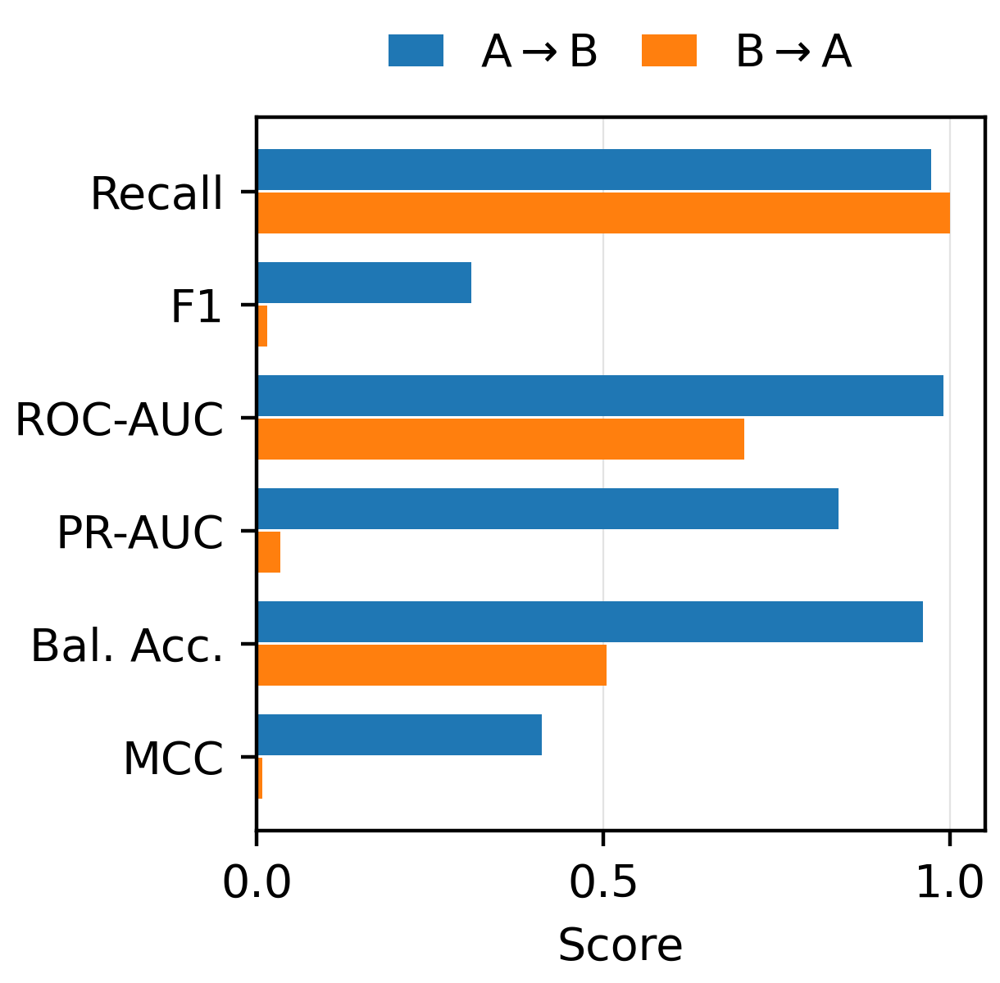 A→B B→A
Recall
F1
ROC-AUC
PR-AUC
Bal. Acc.
MCC
0.0 0.5 1.0
Score